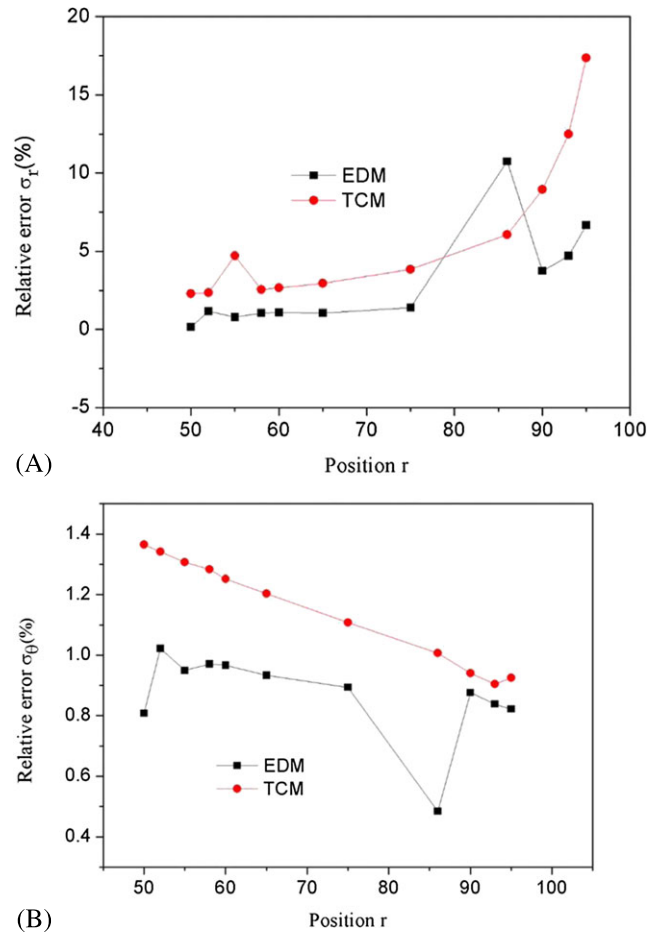 20
15
10
5
0
-5
Relative error σr(%)
EDM
TCM
40 50 60 70 80 90 100
Position r
(A)
1.4
1.2
1.0
0.8
0.6
0.4
Relative error σθ(%)
EDM
TCM
50 60 70 80 90 100
Position r
(B)